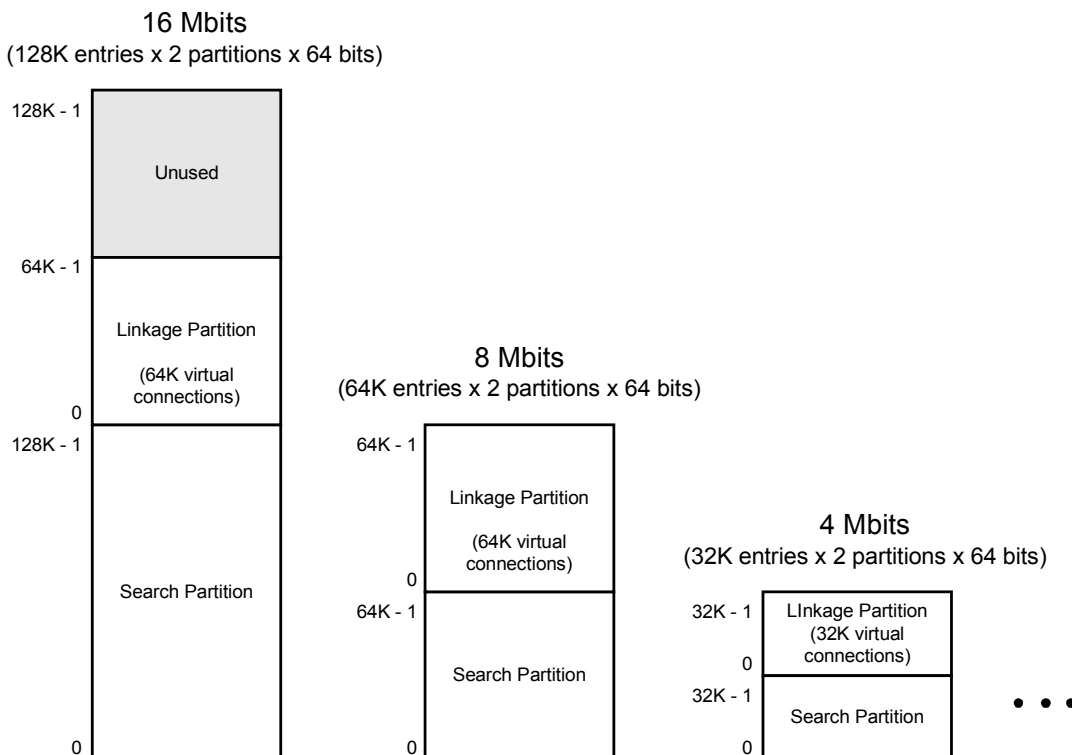 16 Mbits
(128K entries x 2 partitions x 64 bits)
128K - 1
Unused
64K - 1
Linkage Partition
(64K virtual
connections)
0
128K - 1
Search Partition
0
8 Mbits
(64K entries x 2 partitions x 64 bits)
64K - 1
Linkage Partition
(64K virtual
connections)
0
64K - 1
Search Partition
0
4 Mbits
(32K entries x 2 partitions x 64 bits)
32K - 1
LInkage Partition
(32K virtual
connections)
0
32K - 1
Search Partition
0
• • •